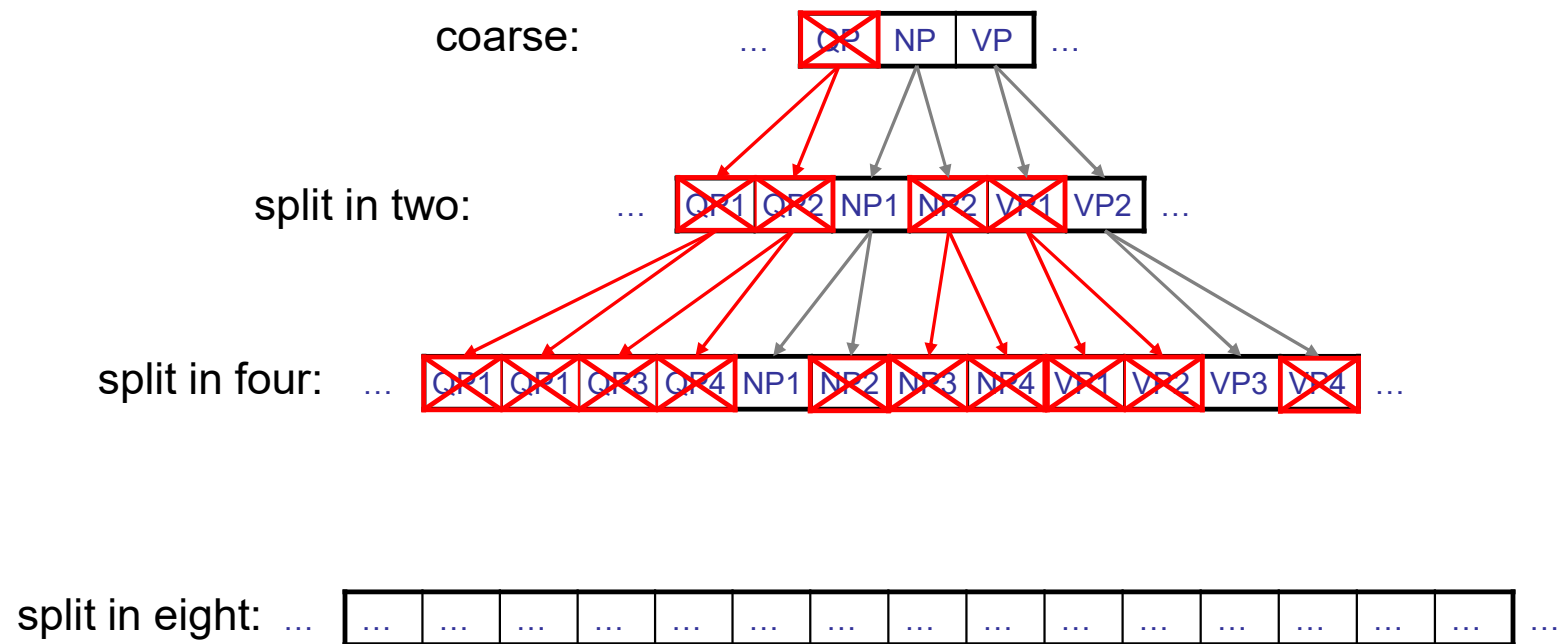 coarse: … QP NP VP …
split in two: … QP1 QP2 NP1 NP2 VP1 VP2 …
split in four: … QP1 QP1 QP3 QP4 NP1 NP2 NP3 NP4 VP1 VP2 VP3 VP4 …
split in eight: … … … … … … … … … … … … … … … … …